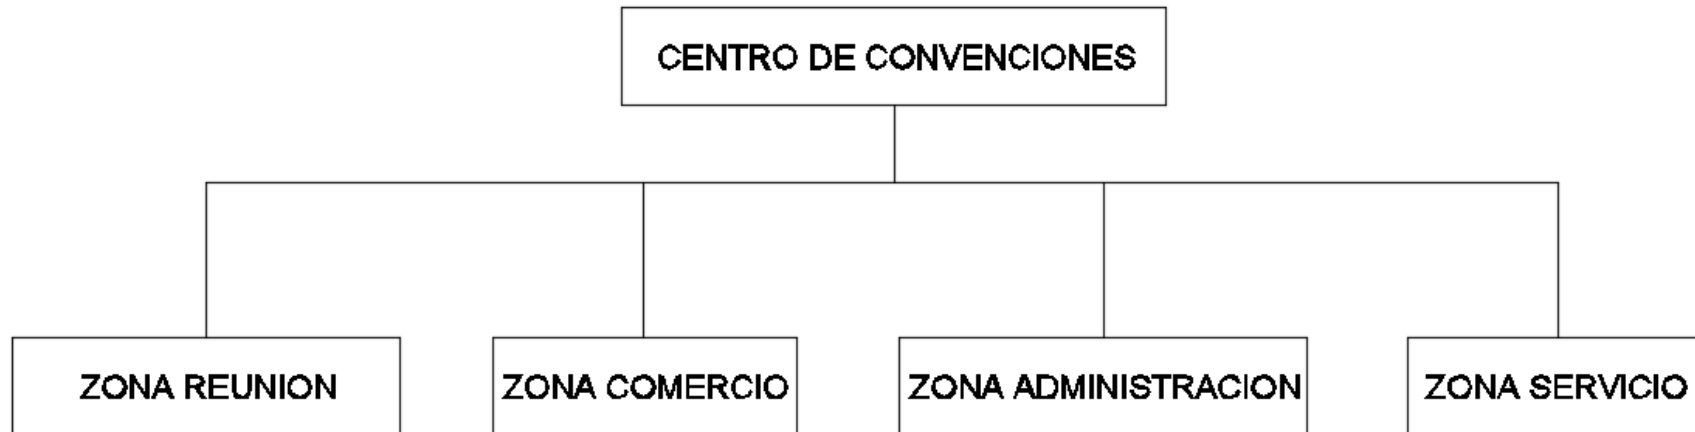 CENTRO DE CONVENCIONES
ZONA REUNION
ZONA COMERCIO
ZONA ADMINISTRACION
ZONA SERVICIO